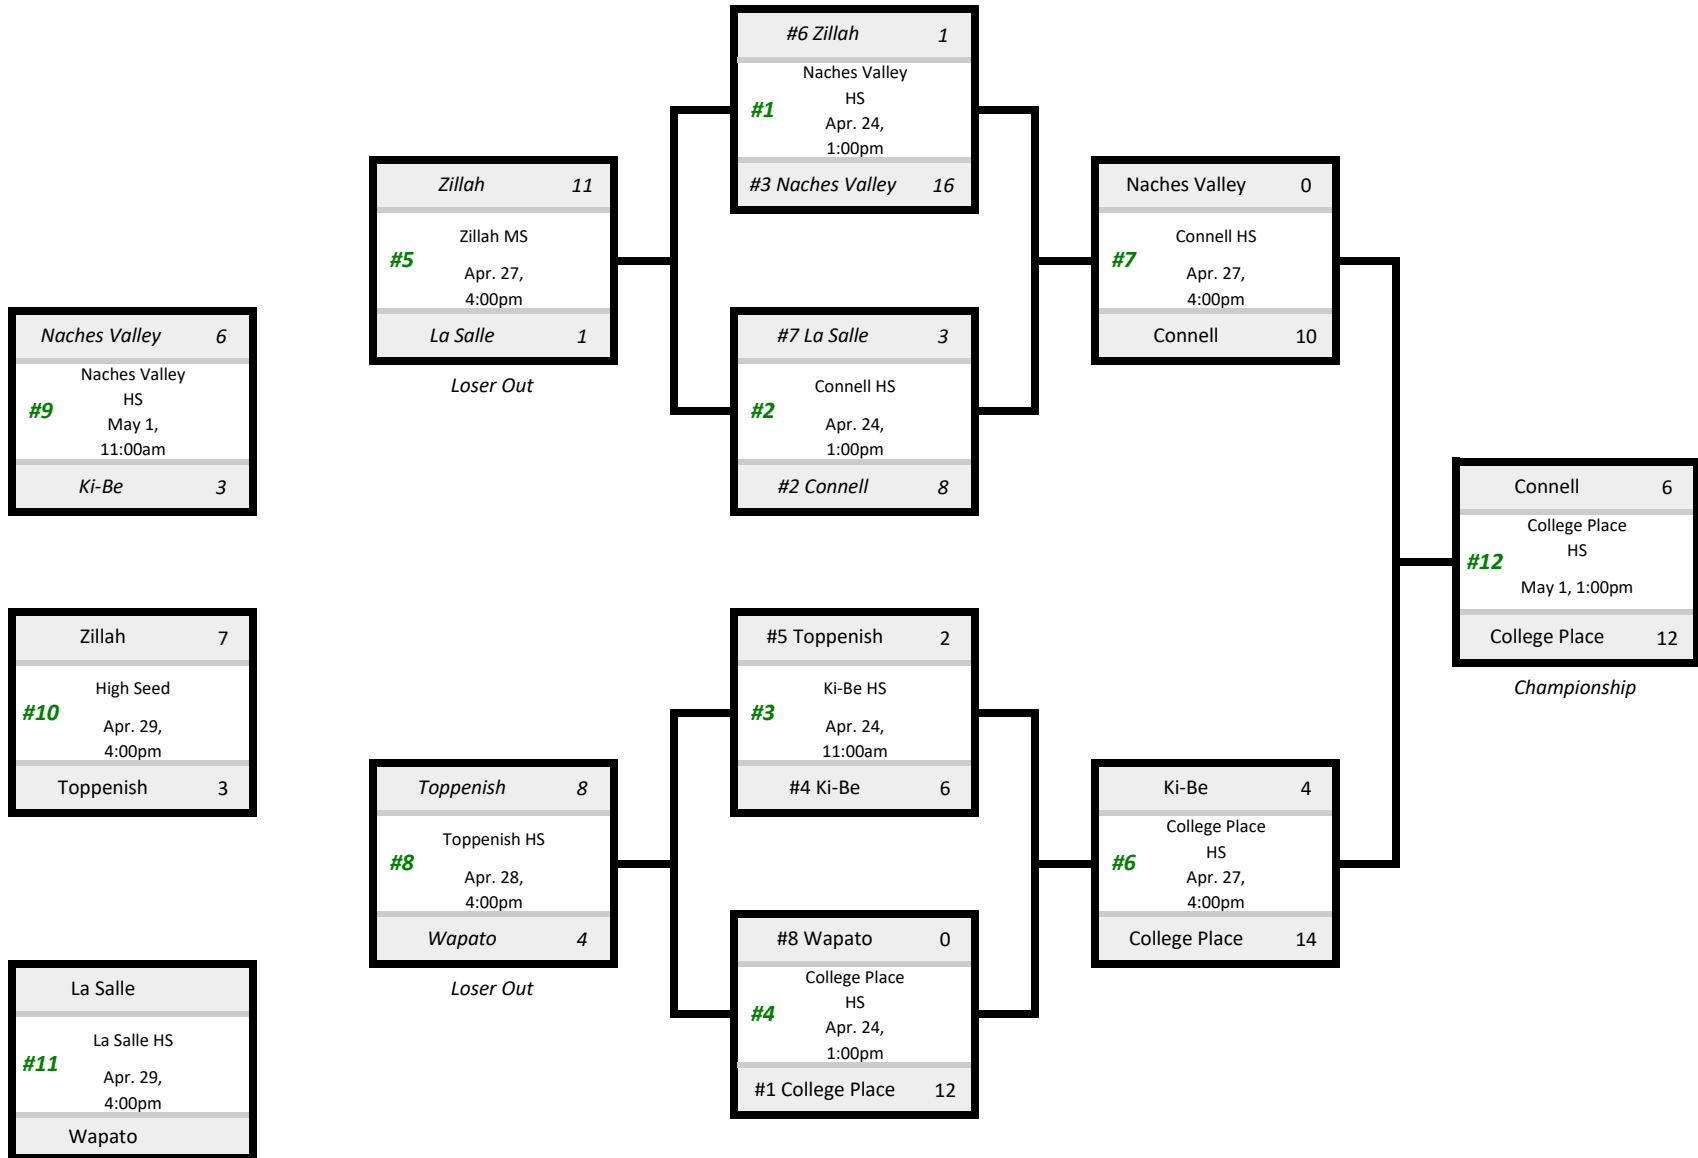 #6 Zillah 1
Naches Valley
HS
#1
Apr. 24,
1:00pm
#3 Naches Valley 16
Zillah 11
Zillah MS
#5
Apr. 27,
4:00pm
La Salle 1
Loser Out
Naches Valley 0
Connell HS
#7
Apr. 27,
4:00pm
Connell 10
Naches Valley 6
Naches Valley
HS
#9
May 1,
11:00am
Ki-Be 3
#7 La Salle 3
Connell HS
#2
Apr. 24,
1:00pm
#2 Connell 8
Connell 6
College Place
HS
#12
May 1, 1:00pm
College Place 12
Championship
Zillah 7
High Seed
#10
Apr. 29,
4:00pm
Toppenish 3
#5 Toppenish 2
Ki-Be HS
#3
Apr. 24,
11:00am
#4 Ki-Be 6
Toppenish 8
Toppenish HS
#8
Apr. 28,
4:00pm
Wapato 4
Loser Out
Ki-Be 4
College Place
HS
#6
Apr. 27,
4:00pm
College Place 14
#8 Wapato 0
College Place
HS
#4
Apr. 24,
1:00pm
#1 College Place 12
La Salle
La Salle HS
#11
Apr. 29,
4:00pm
Wapato